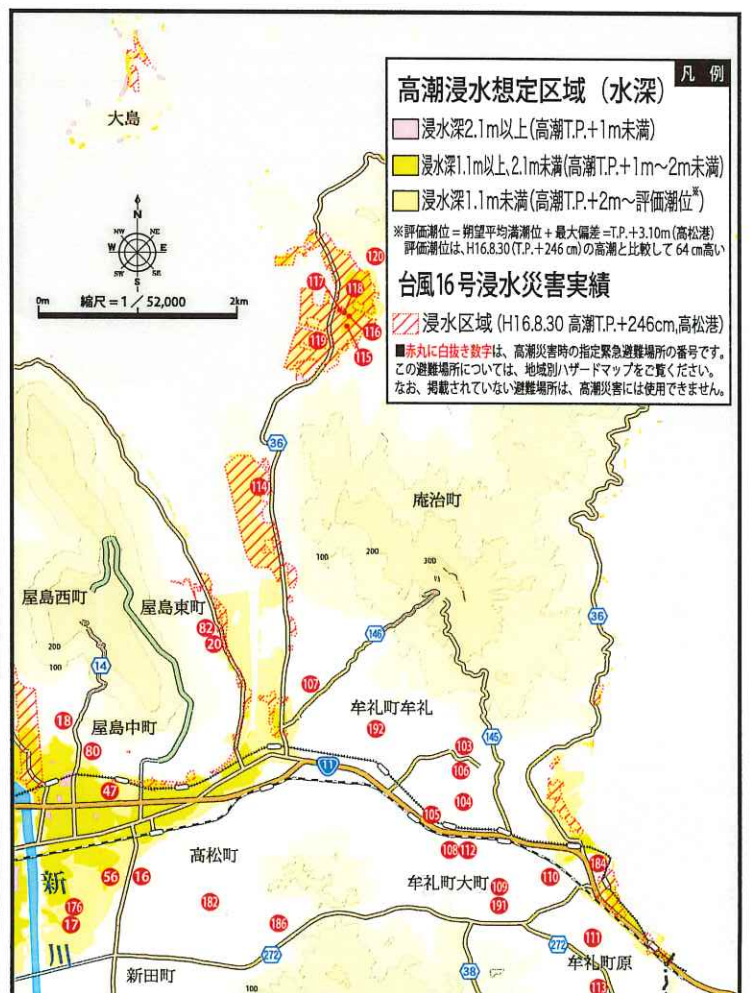 凡 例
高潮浸水想定区域（水深）
浸水深2.1m以上(高潮T.P.+1m未満)
浸水深1.1m以上,2.1m未満(高潮T.P.+1m～2m未満)
浸水深1.1m未満(高潮T.P.+2m～評価潮位※)
※評価潮位=朔望平均満潮位+最大偏差=T.P.+3.10m(高松港)
評価潮位は、H16.8.30(T.P.+246 cm)の高潮と比較して64 cm高い
台風16号浸水災害実績
浸水区域(H16.8.30 高潮T.P.+246cm,高松港)
■赤丸に白抜き数字は、高潮災害時の指定緊急避難場所の番号です。
この避難場所については、地域別ハザードマップをご覧ください。
なお、掲載されていない避難場所は、高潮災害には使用できません。
大島
N
NW
NE
W
E
SW
SE
S
0m
縮尺=1/52,000
2km
120
117
118
116
119
115
36
114
庵治町
100
200
300
屋島西町
屋島東町
82
20
146
36
200
100
14
107
牟礼町牟礼
18
屋島中町
192
145
80
103
106
11
47
104
105
高松町
108
112
184
新
56
16
牟礼町大町
109
110
176
182
191
17
186
111
川
272
272
牟礼町原
新田町
38
100
113